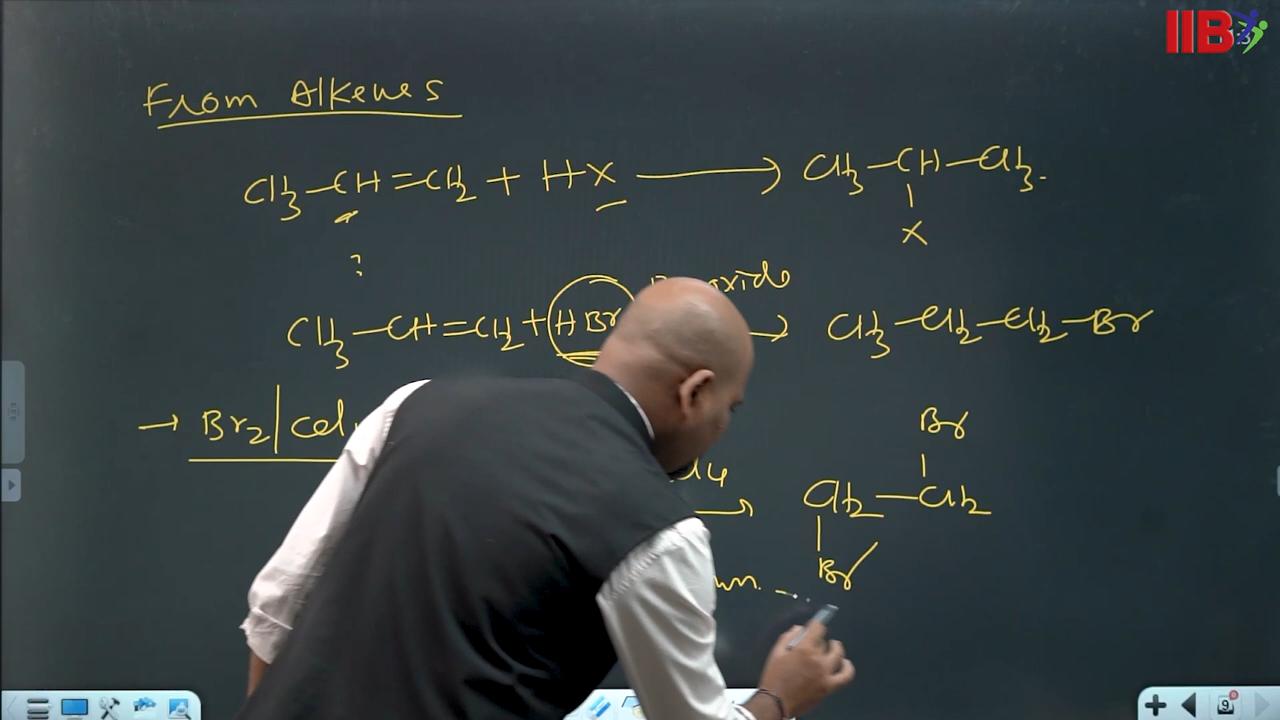 IIB
From Alkenes
CH3—CH=CH2 + HX ⟶ CH3—CH—CH3.
|
X
?
CH3—CH=CH2 + HBr ⟶ CH3—CH2—CH2—Br
→ Br2|
Br
|
CH2—CH2
|
Br
9